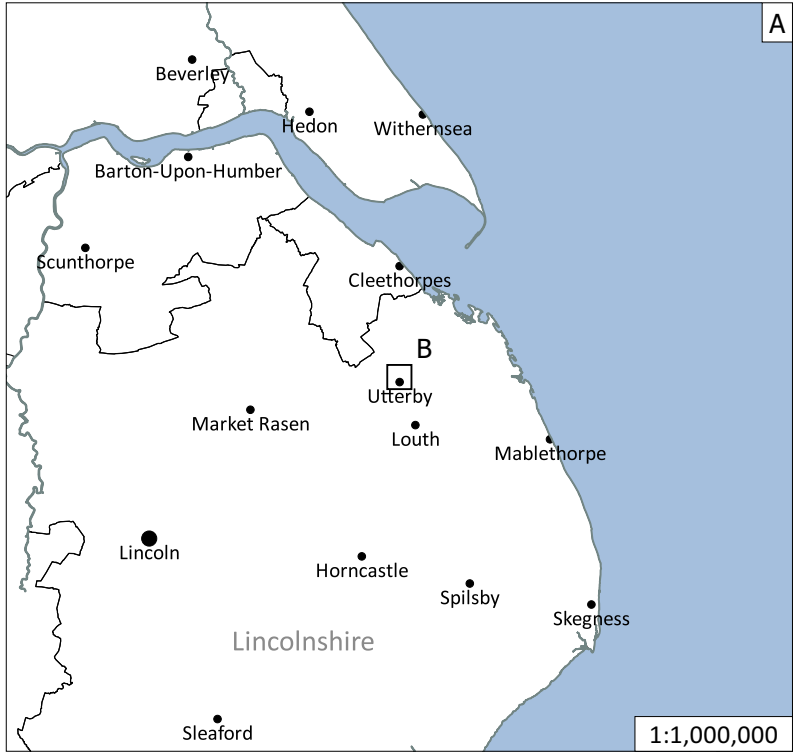 A
Beverley
Hedon
Withernsea
Barton-Upon-Humber
Scunthorpe
Cleethorpes
B
Utterby
Market Rasen
Louth
Mablethorpe
Lincoln
Horncastle
Spilsby
Skegness
Lincolnshire
Sleaford
1:1,000,000